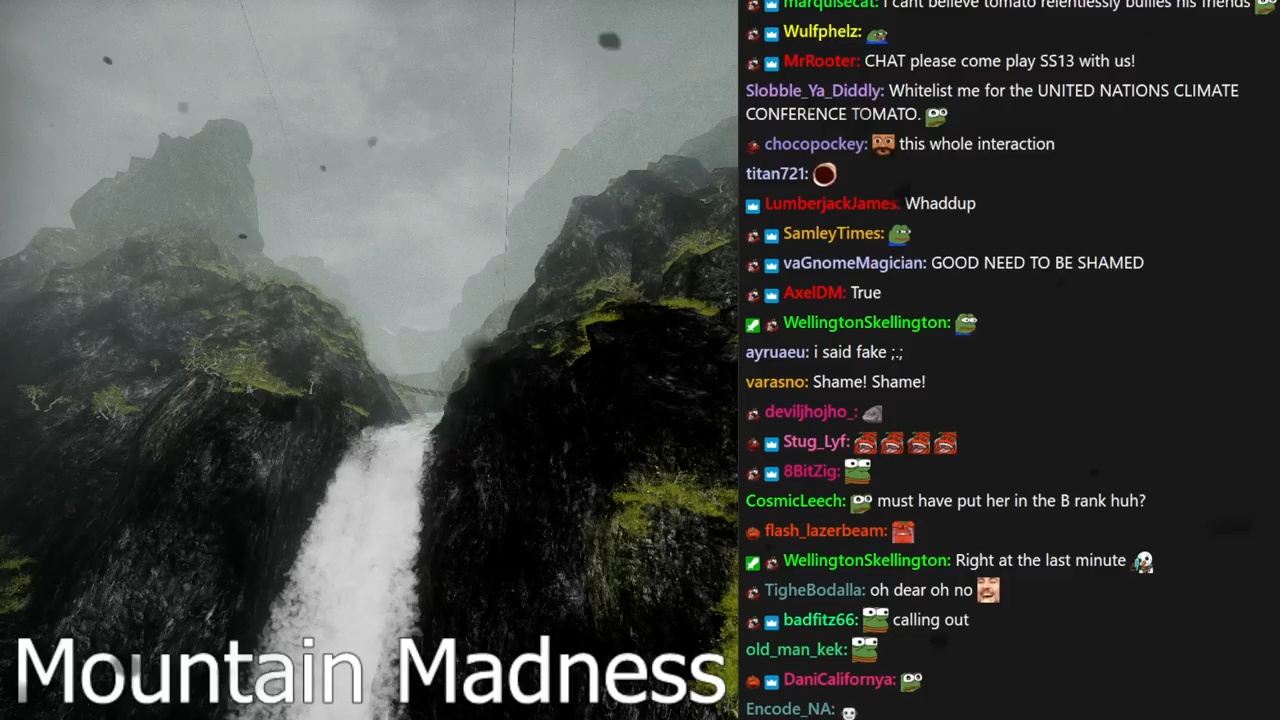 marquisecat: I cant believe tomato relentlessly bullies his friends
Wulfphelz:
MrRooter: CHAT please come play SS13 with us!
Slobble_Ya_Diddly: Whitelist me for the UNITED NATIONS CLIMATE
CONFERENCE TOMATO.
chocopockey: this whole interaction
titan721:
LumberjackJames: Whaddup
SamleyTimes:
vaGnomeMagician: GOOD NEED TO BE SHAMED
AxelDM: True
WellingtonSkellington:
ayruaeu: i said fake ;.;
varasno: Shame! Shame!
deviljhojho_:
Stug_Lyf:
8BitZig:
CosmicLeech: must have put her in the B rank huh?
flash_lazerbeam:
WellingtonSkellington: Right at the last minute
TigheBodalla: oh dear oh no
badfitz66: calling out
old_man_kek:
DaniCalifornya:
Encode_NA:
Mountain Madness